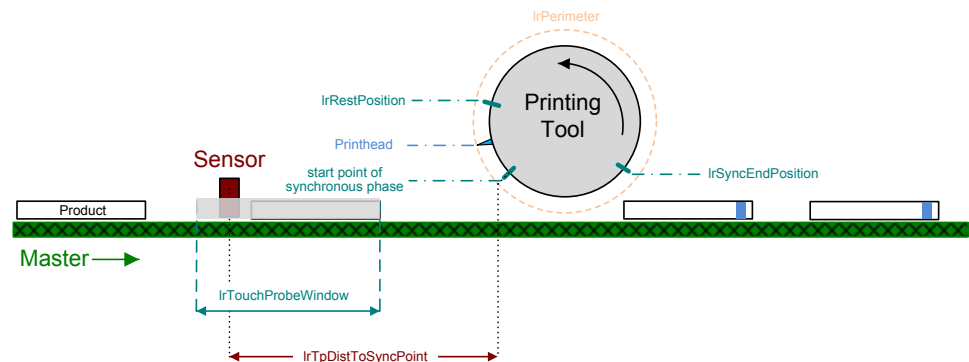 lrPerimeter
lrRestPosition
Printing
Tool
Printhead
Sensor
start point of
synchronous phase
lrSyncEndPosition
Product
Master
lrTouchProbeWindow
lrTpDistToSyncPoint